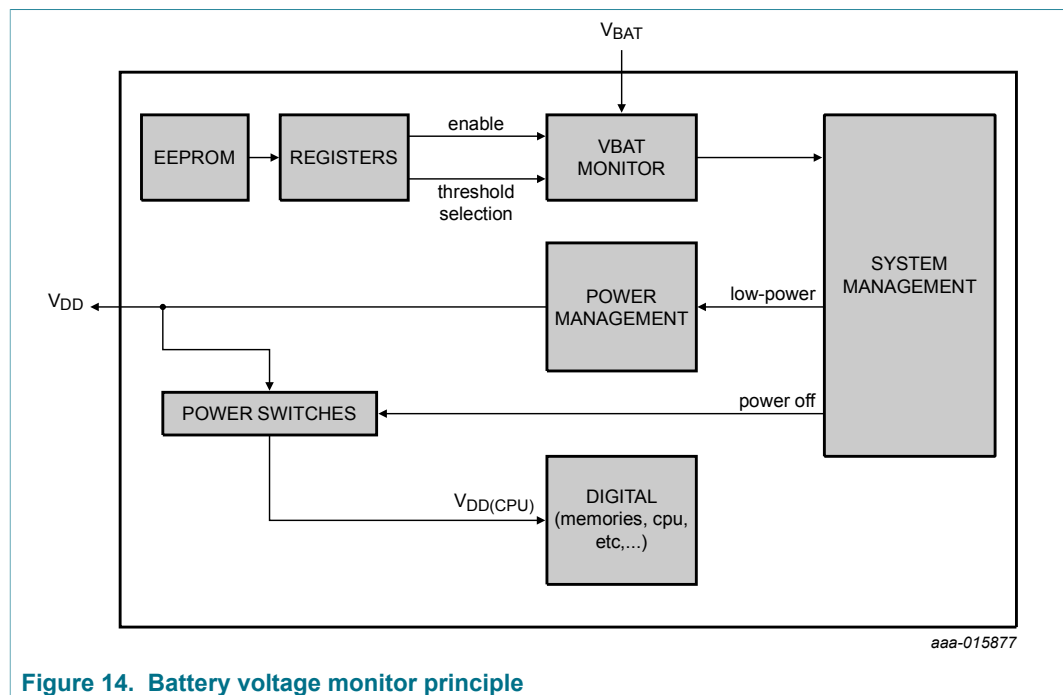 VBAT
EEPROM
REGISTERS
enable
threshold
selection
VBAT
MONITOR
SYSTEM
MANAGEMENT
VDD
POWER
MANAGEMENT
low-power
POWER SWITCHES
power off
VDD(CPU)
DIGITAL
(memories, cpu,
etc,...)
aaa-015877
Figure 14. Battery voltage monitor principle